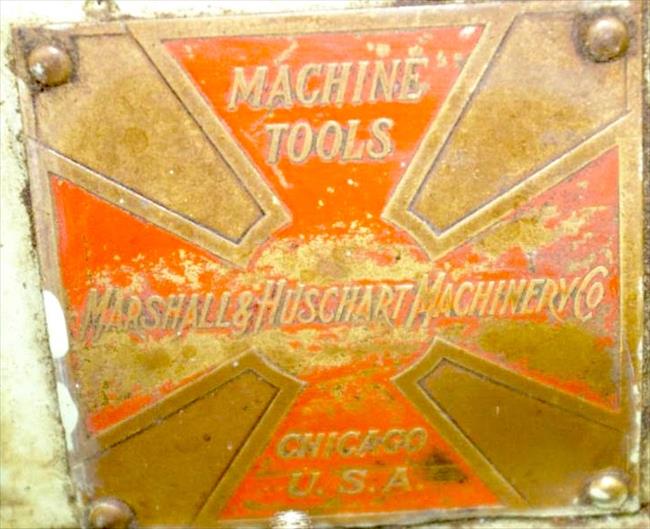 MACHINE
TOOLS
MARSHALL & HUSCHART MACHINERY CO
CHICAGO
U.S.A.